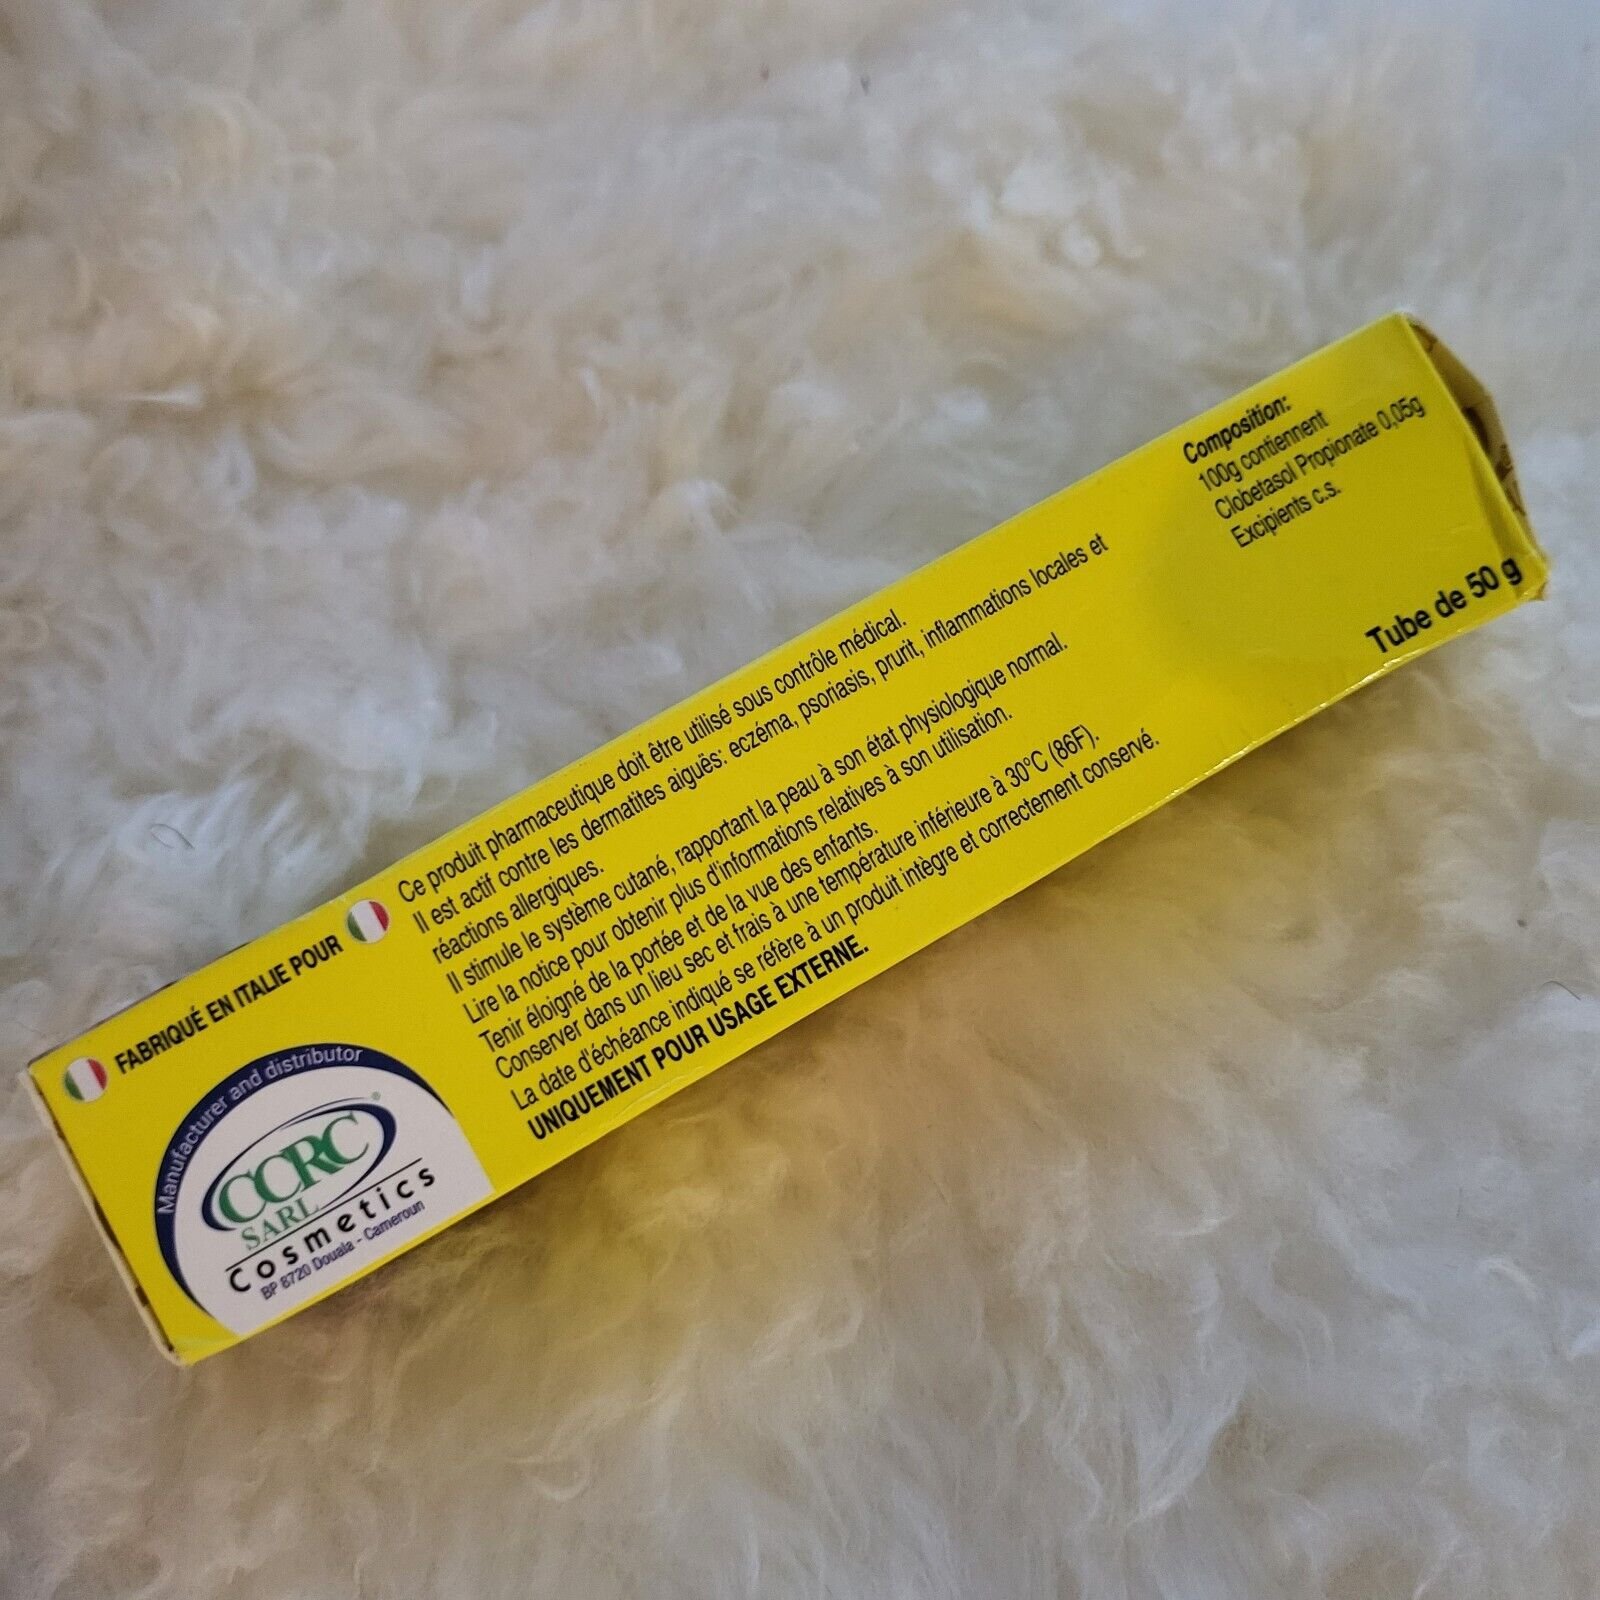 FABRIQUÉ EN ITALIE POUR
Manufacturer and distributor
CCRC
SARL
Cosmetics
BP 8720 Douala - Cameroun
Ce produit pharmaceutique doit être utilisé sous contrôle médical.
Il est actif contre les dermatites aiguës: eczéma, psoriasis, prurit, inflammations locales et
réactions allergiques.
Il stimule le système cutané, rapportant la peau à son état physiologique normal.
Lire la notice pour obtenir plus d'informations relatives à son utilisation.
Tenir éloigné de la portée et de la vue des enfants.
Conserver dans un lieu sec et frais à une température inférieure à 30°C (86F).
La date d'échéance indiqué se réfère à un produit intègre et correctement conservé.
UNIQUEMENT POUR USAGE EXTERNE.
Composition:
100g contiennent
Clobetasol Propionate 0,05g
Excipients c.s.
Tube de 50 g